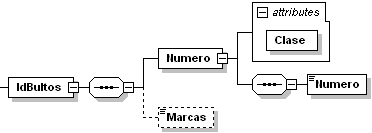 attributes
Clase
Numero
Numero
IdBultos
Marcas